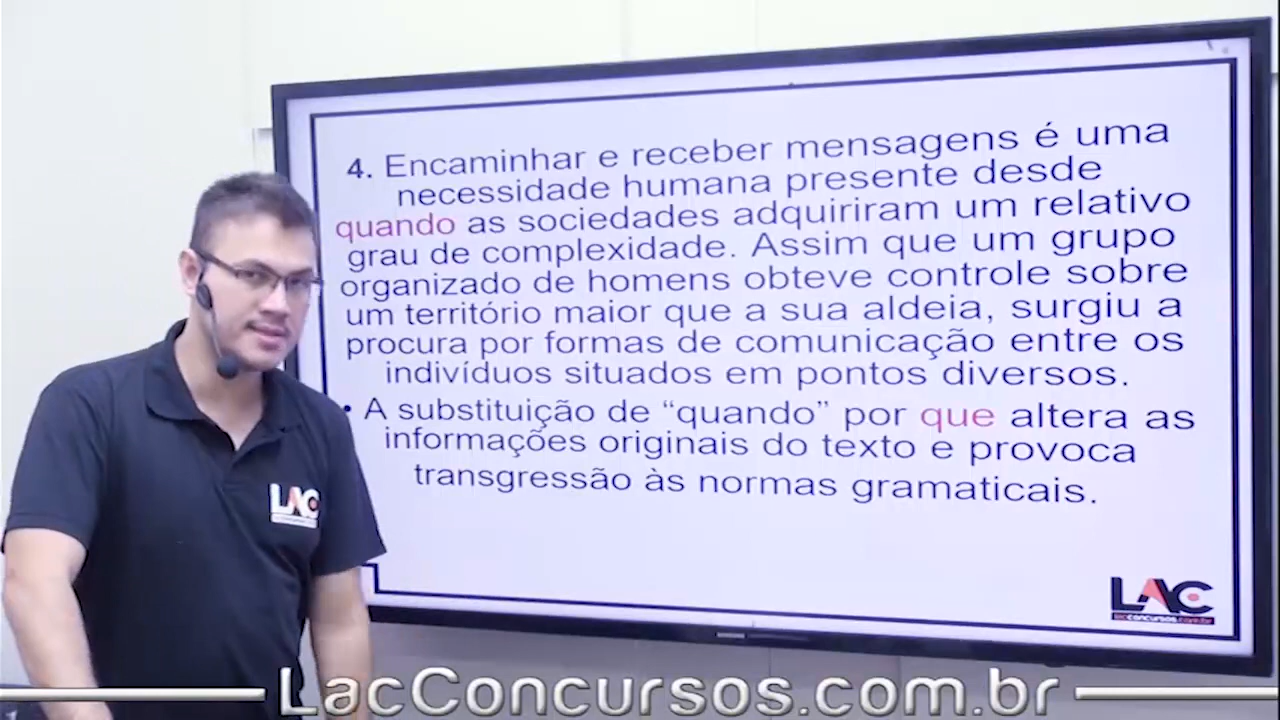 4. Encaminhar e receber mensagens é uma
necessidade humana presente desde
quando as sociedades adquiriram um relativo
grau de complexidade. Assim que um grupo
organizado de homens obteve controle sobre
um território maior que a sua aldeia, surgiu a
procura por formas de comunicação entre os
indivíduos situados em pontos diversos.
• A substituição de “quando” por que altera as
informações originais do texto e provoca
transgressão às normas gramaticais.
LAC
LAC
lacconcursos.com.br
LacConcursos.com.br